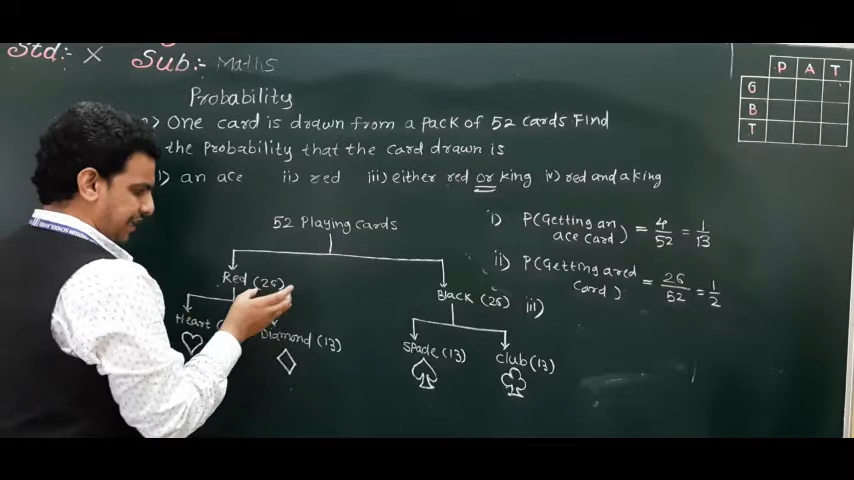 Std:- X
Sub:- Maths
P A T
G
B
T
Probability
One card is drawn from a pack of 52 cards. Find
the Probability that the card drawn is
i) an ace ii) red iii) either red or king iv) red and a king
52 Playing cards
Red (26)
Black (26)
Heart
Diamond (13)
Spade (13)
club (13)
i) P(Getting an ace card) = 4/52 = 1/13
ii) P(Getting a red card) = 26/52 = 1/2
iii)